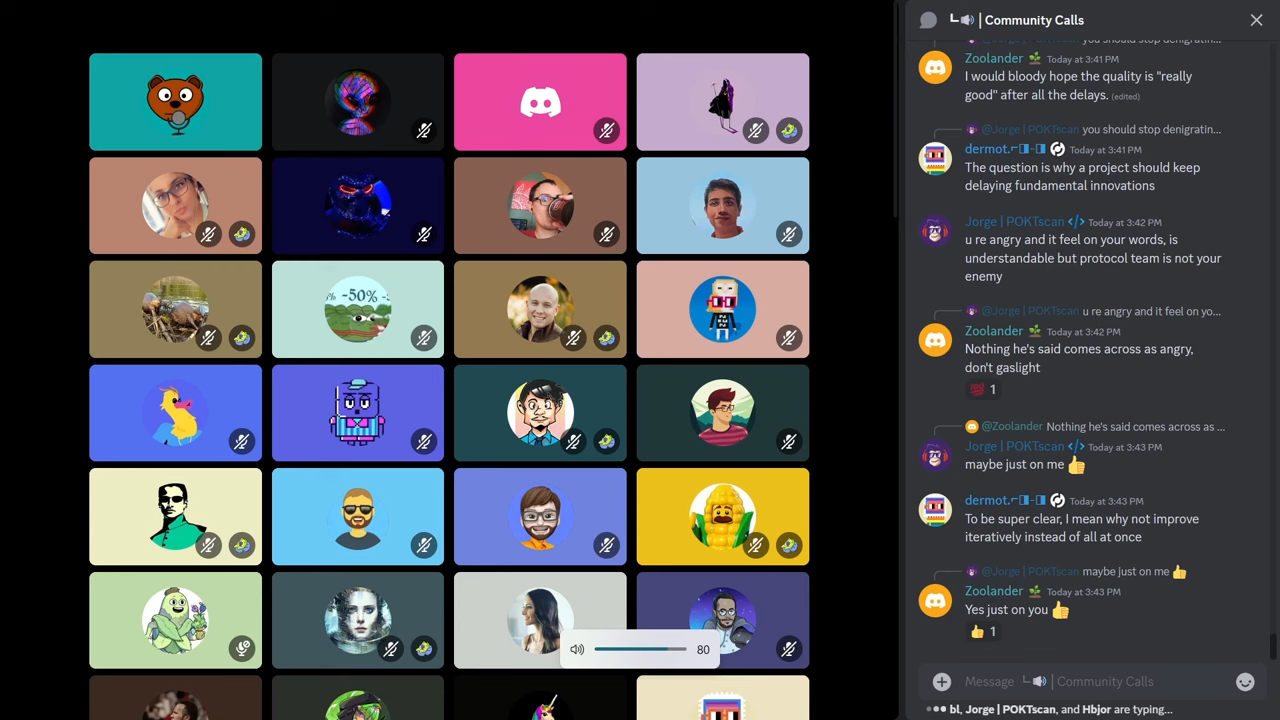 └🔊 | Community Calls
you should stop denigratin...
Zoolander 🌱 Today at 3:41 PM
I would bloody hope the quality is "really
good" after all the delays. (edited)
@Jorge | POKTscan you should stop denigratin...
dermot.⌐◨-◨ Today at 3:41 PM
The question is why a project should keep
delaying fundamental innovations
Jorge | POKTscan </> Today at 3:42 PM
u re angry and it feel on your words, is
understandable but protocol team is not your
enemy
@Jorge | POKTscan u re angry and it feel on yo...
Zoolander 🌱 Today at 3:42 PM
Nothing he's said comes across as angry,
don't gaslight
💯 1
@Zoolander Nothing he's said comes across as ...
Jorge | POKTscan </> Today at 3:43 PM
maybe just on me 👍
dermot.⌐◨-◨ Today at 3:43 PM
To be super clear, I mean why not improve
iteratively instead of all at once
@Jorge | POKTscan maybe just on me 👍
Zoolander 🌱 Today at 3:43 PM
Yes just on you 👍
👍 1
-50%
80
Message └🔊 | Community Calls
bl, Jorge | POKTscan, and Hbjor are typing...